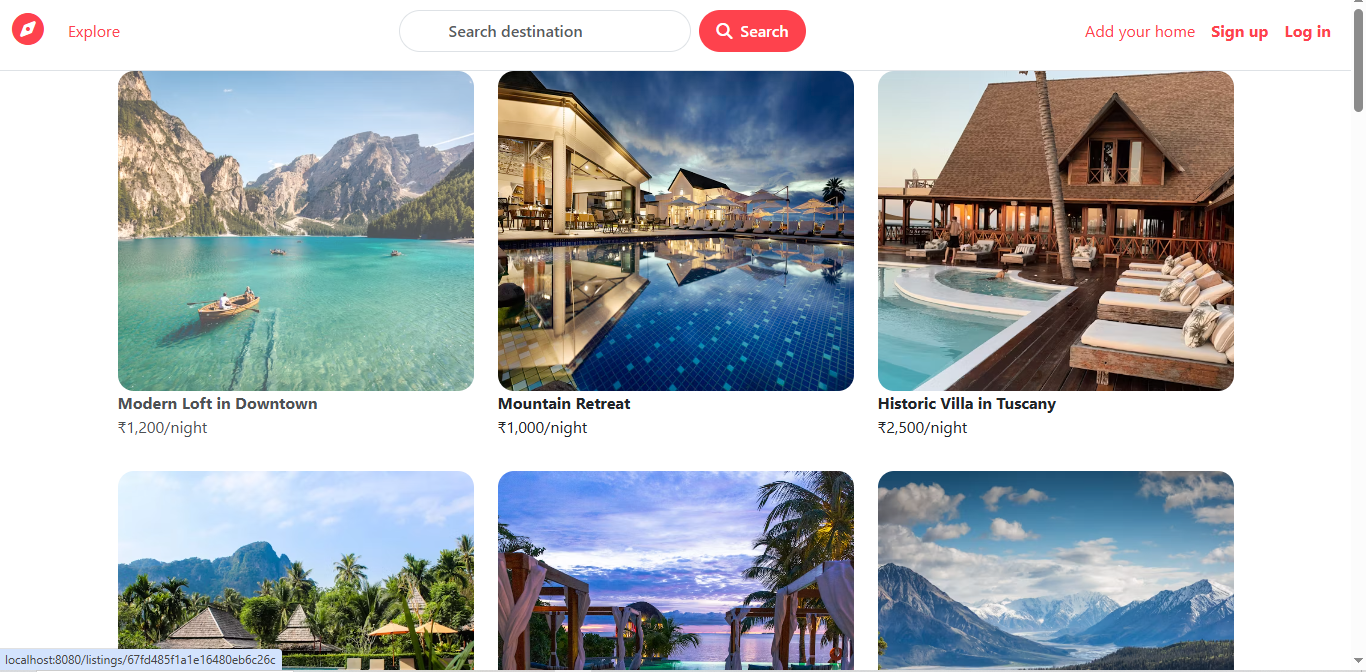 Explore
Search destination
Search
Add your home
Sign up
Log in
Modern Loft in Downtown
₹1,200/night
Mountain Retreat
₹1,000/night
Historic Villa in Tuscany
₹2,500/night
localhost:8080/listings/67fd485f1a1e16480eb6c26c